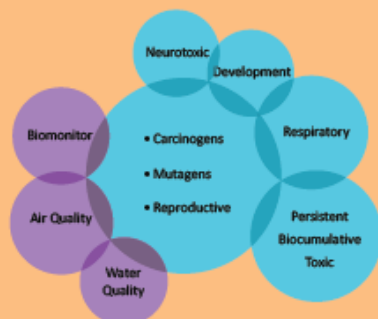 Neurotoxic
Development
Biomonitor
• Carcinogens
Respiratory
• Mutagens
Air Quality
• Reproductive
Persistent
Biocumulative
Toxic
Water
Quality